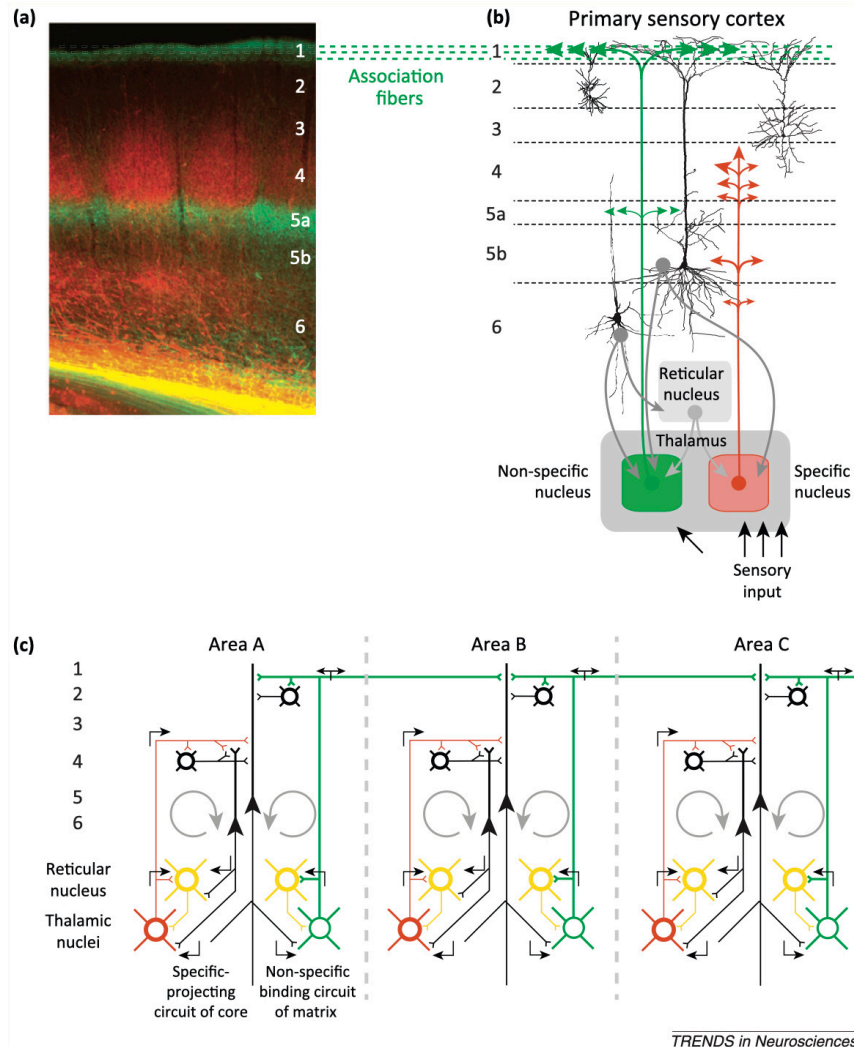 (a)
1
2
3
4
5a
5b
6
Association
fibers
(b)
Primary sensory cortex
1
2
3
4
5a
5b
6
Reticular
nucleus
Thalamus
Non-specific
nucleus
Specific
nucleus
Sensory
input
(c)
Area A
Area B
Area C
1
2
3
4
5
6
Reticular
nucleus
Thalamic
nuclei
Specific-
projecting
circuit of core
Non-specific
binding circuit
of matrix
TRENDS in Neurosciences